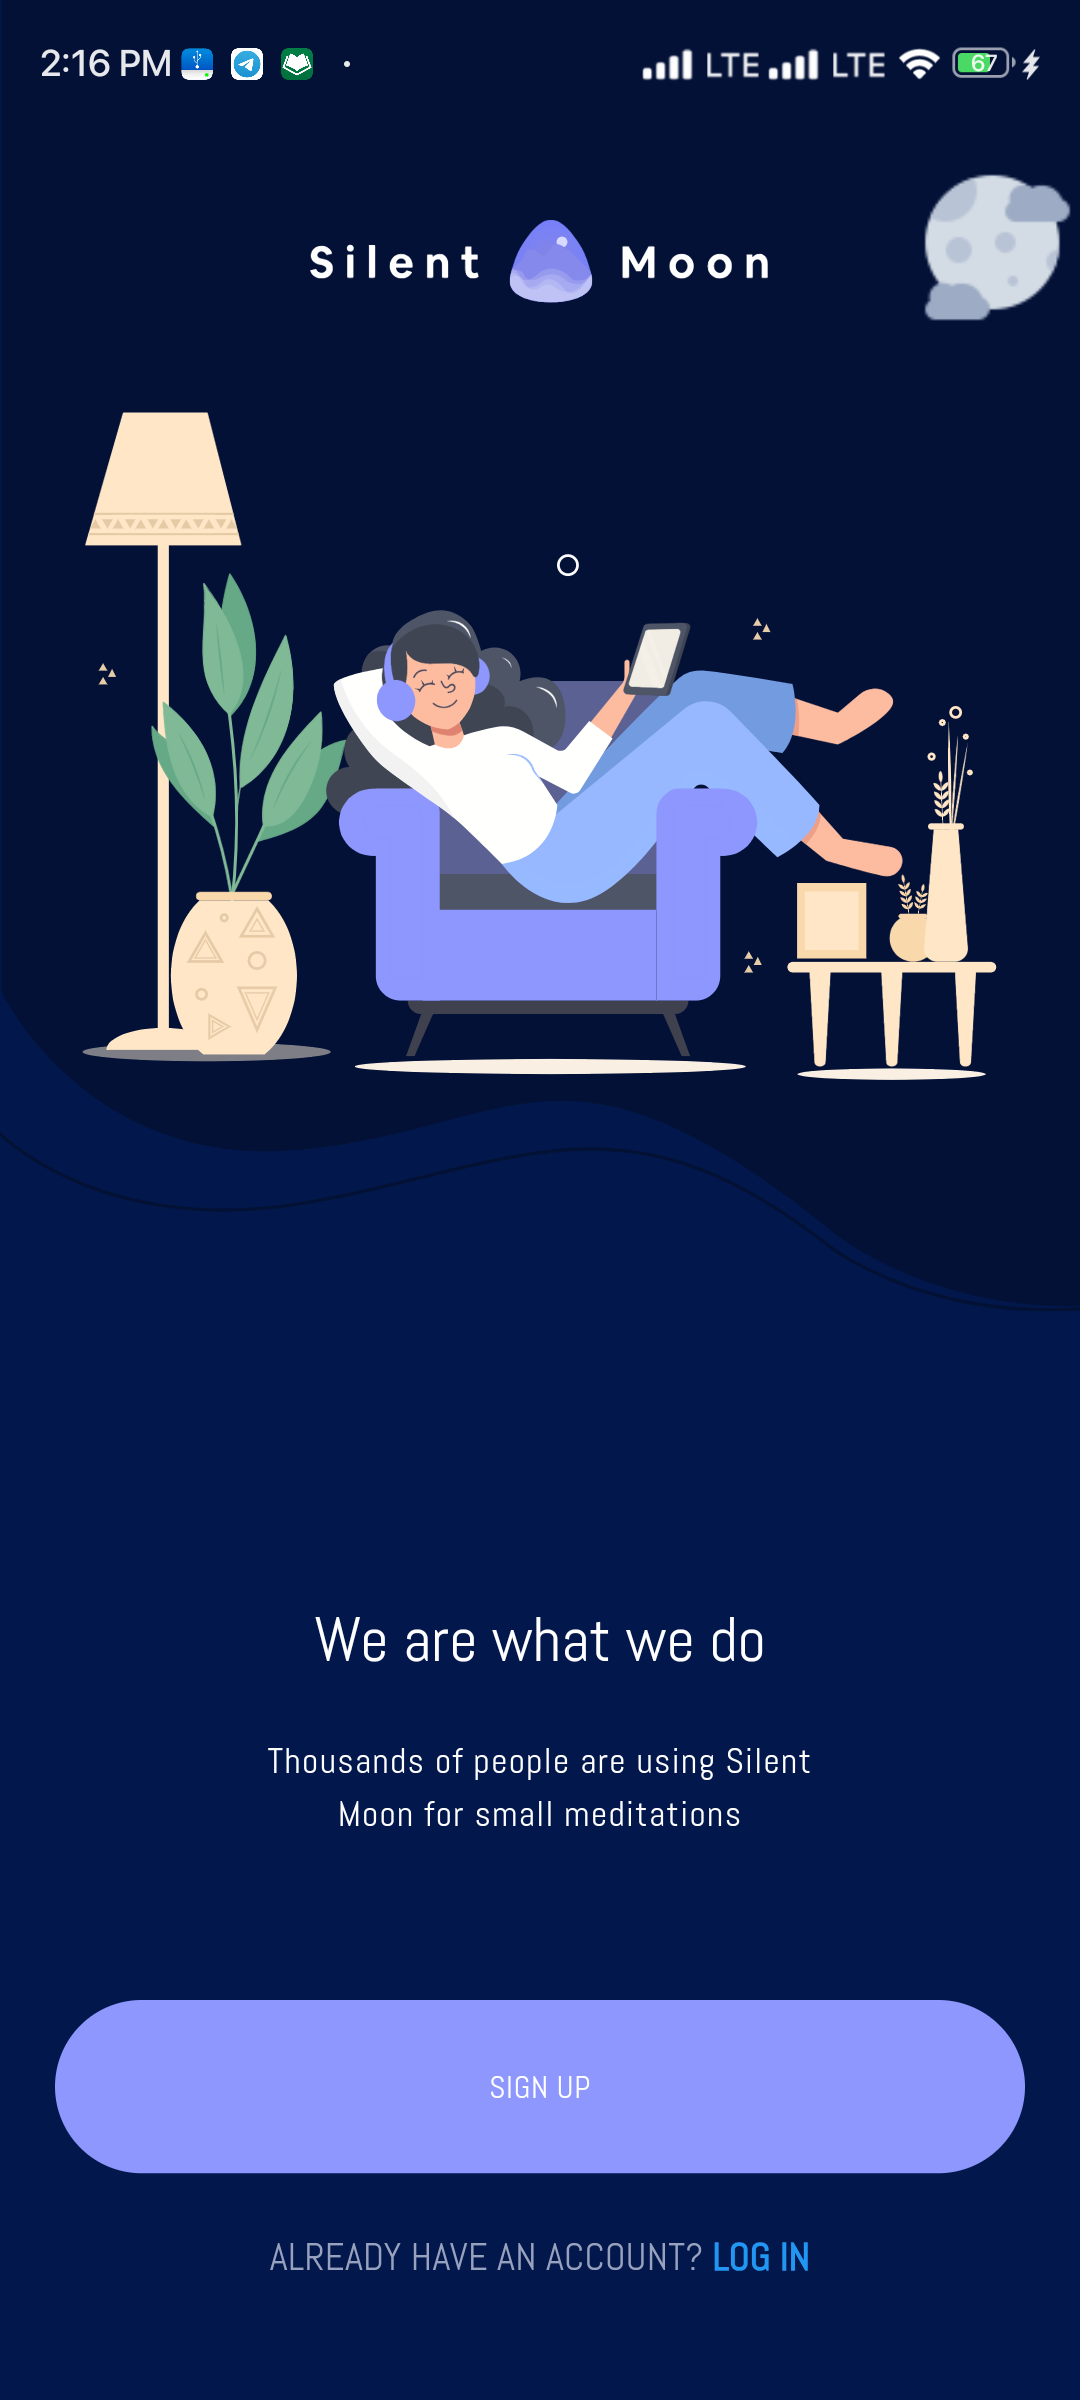 2:16 PM LTE LTE 67
Silent Moon
We are what we do
Thousands of people are using Silent
Moon for small meditations
SIGN UP
ALREADY HAVE AN ACCOUNT? LOG IN